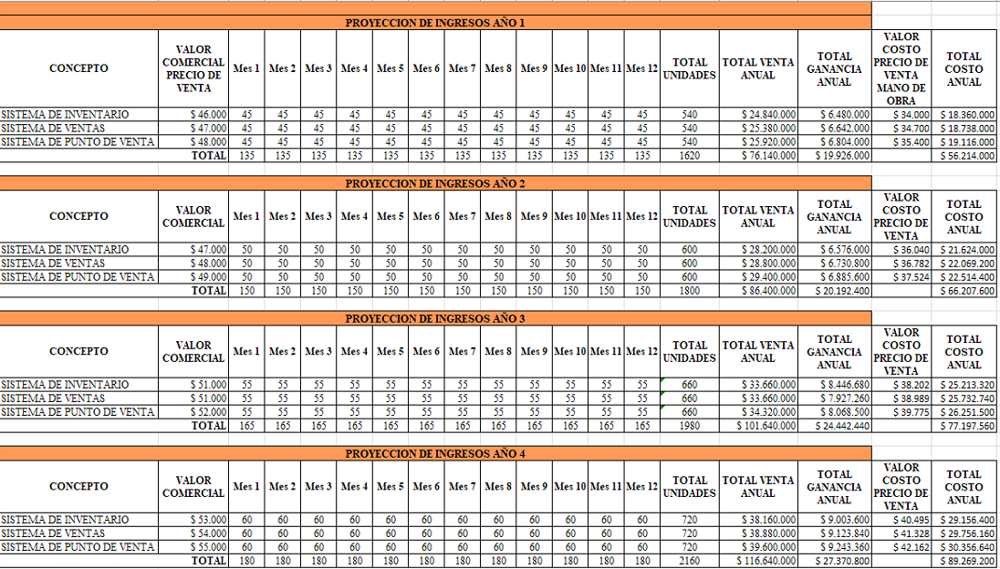 PROYECCION DE INGRESOS AÑO 1
CONCEPTO VALOR COMERCIAL PRECIO DE VENTA Mes 1 Mes 2 Mes 3 Mes 4 Mes 5 Mes 6 Mes 7 Mes 8 Mes 9 Mes 10 Mes 11 Mes 12 TOTAL UNIDADES TOTAL VENTA ANUAL TOTAL GANANCIA ANUAL VALOR COSTO PRECIO DE VENTA MANO DE OBRA TOTAL COSTO ANUAL
SISTEMA DE INVENTARIO $ 46.000 45 45 45 45 45 45 45 45 45 45 45 45 540 $ 24.840.000 $ 6.480.000 $ 34.000 $ 18.360.000
SISTEMA DE VENTAS $ 47.000 45 45 45 45 45 45 45 45 45 45 45 45 540 $ 25.380.000 $ 6.642.000 $ 34.700 $ 18.738.000
SISTEMA DE PUNTO DE VENTA $ 48.000 45 45 45 45 45 45 45 45 45 45 45 45 540 $ 25.920.000 $ 6.804.000 $ 35.400 $ 19.116.000
TOTAL 135 135 135 135 135 135 135 135 135 135 135 135 1620 $ 76.140.000 $ 19.926.000 $ 56.214.000
PROYECCION DE INGRESOS AÑO 2
CONCEPTO VALOR COMERCIAL Mes 1 Mes 2 Mes 3 Mes 4 Mes 5 Mes 6 Mes 7 Mes 8 Mes 9 Mes 10 Mes 11 Mes 12 TOTAL UNIDADES TOTAL VENTA ANUAL TOTAL GANANCIA ANUAL VALOR COSTO PRECIO DE VENTA TOTAL COSTO ANUAL
SISTEMA DE INVENTARIO $ 47.000 50 50 50 50 50 50 50 50 50 50 50 50 600 $ 28.200.000 $ 6.576.000 $ 36.040 $ 21.624.000
SISTEMA DE VENTAS $ 48.000 50 50 50 50 50 50 50 50 50 50 50 50 600 $ 28.800.000 $ 6.730.800 $ 36.782 $ 22.069.200
SISTEMA DE PUNTO DE VENTA $ 49.000 50 50 50 50 50 50 50 50 50 50 50 50 600 $ 29.400.000 $ 6.885.600 $ 37.524 $ 22.514.400
TOTAL 150 150 150 150 150 150 150 150 150 150 150 150 1800 $ 86.400.000 $ 20.192.400 $ 66.207.600
PROYECCION DE INGRESOS AÑO 3
CONCEPTO VALOR COMERCIAL Mes 1 Mes 2 Mes 3 Mes 4 Mes 5 Mes 6 Mes 7 Mes 8 Mes 9 Mes 10 Mes 11 Mes 12 TOTAL UNIDADES TOTAL VENTA ANUAL TOTAL GANANCIA ANUAL VALOR COSTO PRECIO DE VENTA TOTAL COSTO ANUAL
SISTEMA DE INVENTARIO $ 51.000 55 55 55 55 55 55 55 55 55 55 55 55 660 $ 33.660.000 $ 8.446.680 $ 38.202 $ 25.213.320
SISTEMA DE VENTAS $ 51.000 55 55 55 55 55 55 55 55 55 55 55 55 660 $ 33.660.000 $ 7.927.260 $ 38.989 $ 25.732.740
SISTEMA DE PUNTO DE VENTA $ 52.000 55 55 55 55 55 55 55 55 55 55 55 55 660 $ 34.320.000 $ 8.068.500 $ 39.775 $ 26.251.500
TOTAL 165 165 165 165 165 165 165 165 165 165 165 165 1980 $ 101.640.000 $ 24.442.440 $ 77.197.560
PROYECCION DE INGRESOS AÑO 4
CONCEPTO VALOR COMERCIAL Mes 1 Mes 2 Mes 3 Mes 4 Mes 5 Mes 6 Mes 7 Mes 8 Mes 9 Mes 10 Mes 11 Mes 12 TOTAL UNIDADES TOTAL VENTA ANUAL TOTAL GANANCIA ANUAL VALOR COSTO PRECIO DE VENTA TOTAL COSTO ANUAL
SISTEMA DE INVENTARIO $ 53.000 60 60 60 60 60 60 60 60 60 60 60 60 720 $ 38.160.000 $ 9.003.600 $ 40.495 $ 29.156.400
SISTEMA DE VENTAS $ 54.000 60 60 60 60 60 60 60 60 60 60 60 60 720 $ 38.880.000 $ 9.123.840 $ 41.328 $ 29.756.160
SISTEMA DE PUNTO DE VENTA $ 55.000 60 60 60 60 60 60 60 60 60 60 60 60 720 $ 39.600.000 $ 9.243.360 $ 42.162 $ 30.356.640
TOTAL 180 180 180 180 180 180 180 180 180 180 180 180 2160 $ 116.640.000 $ 27.370.800 $ 89.269.200